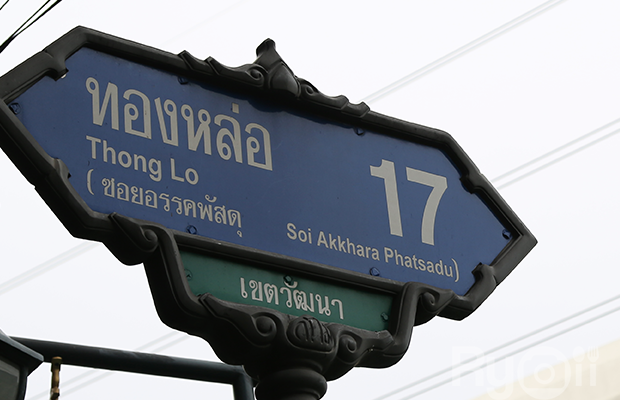 ทองหล่อ 17
Thong Lo
( ซอยอรรคพัสดุ Soi Akkhara Phatsadu)
เขตวัฒนา